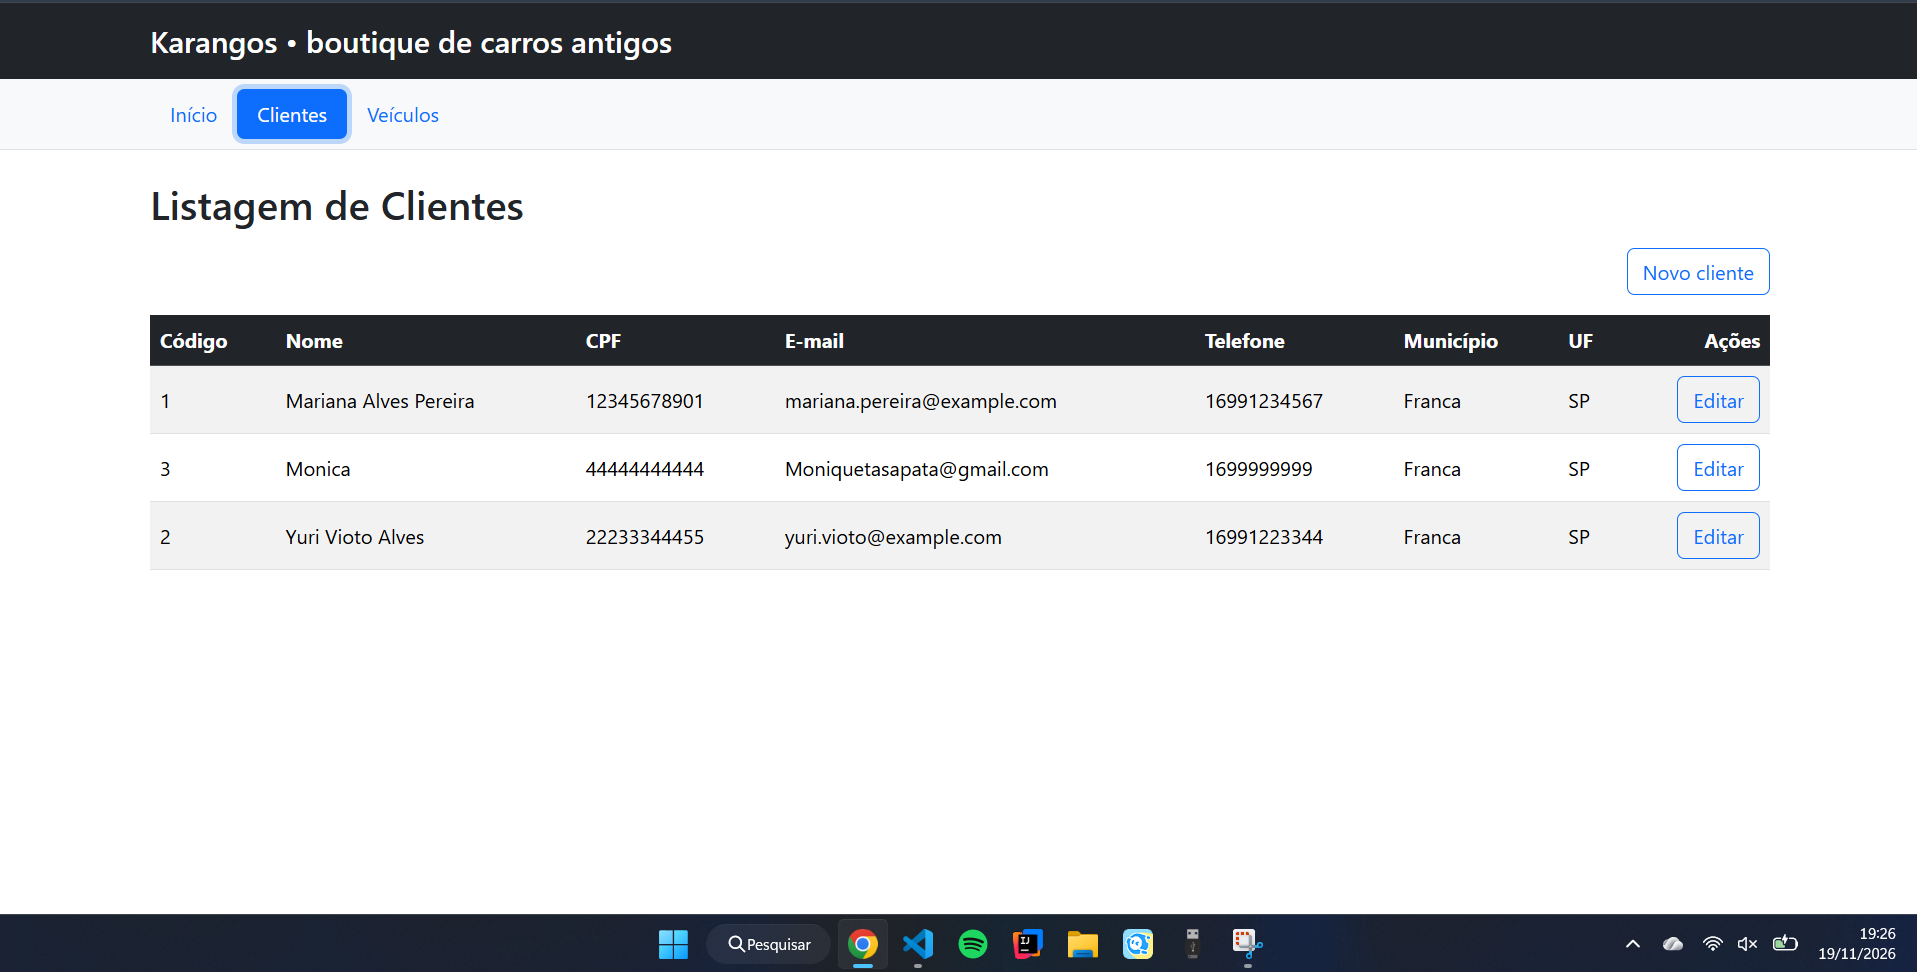 Karangos • boutique de carros antigos
Início Clientes Veículos
Listagem de Clientes
Novo cliente
Código Nome CPF E-mail Telefone Município UF Ações
1 Mariana Alves Pereira 12345678901 mariana.pereira@example.com 16991234567 Franca SP Editar
3 Monica 44444444444 Moniquetasapata@gmail.com 1699999999 Franca SP Editar
2 Yuri Vioto Alves 22233344455 yuri.vioto@example.com 16991223344 Franca SP Editar
Pesquisar
19:26
19/11/2026